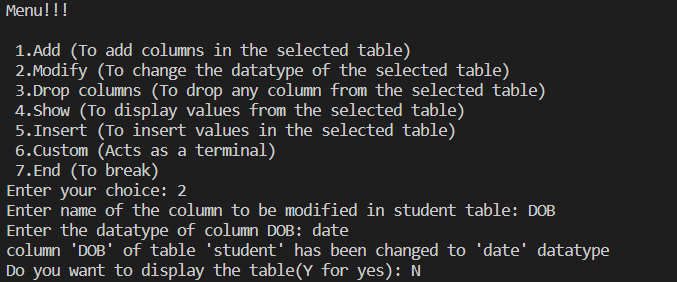 Menu!!!
1.Add (To add columns in the selected table)
2.Modify (To change the datatype of the selected table)
3.Drop columns (To drop any column from the selected table)
4.Show (To display values from the selected table)
5.Insert (To insert values in the selected table)
6.Custom (Acts as a terminal)
7.End (To break)
Enter your choice: 2
Enter name of the column to be modified in student table: DOB
Enter the datatype of column DOB: date
column 'DOB' of table 'student' has been changed to 'date' datatype
Do you want to display the table(Y for yes): N